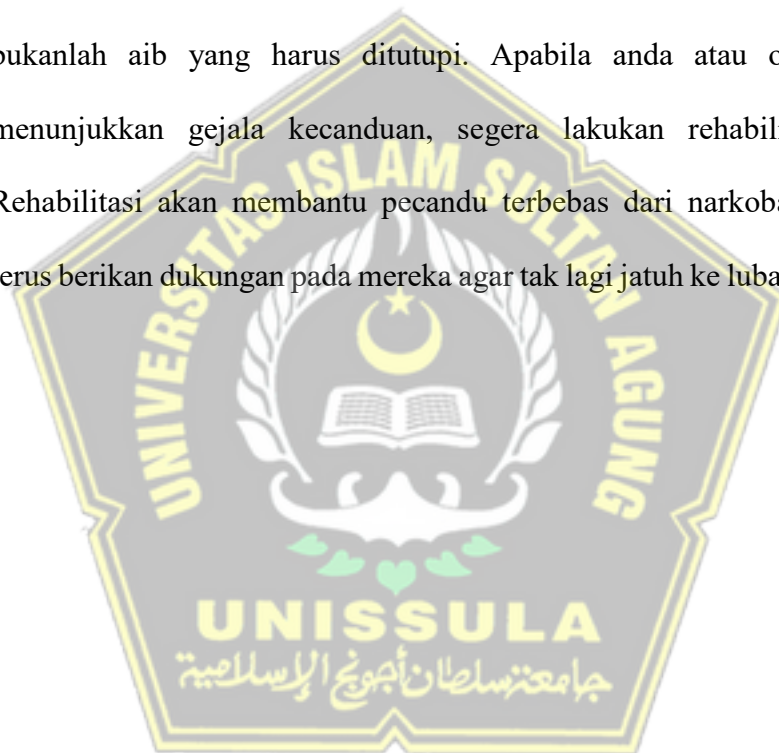 bukanlah aib yang harus ditutupi. Apabila anda atau
menunjukkan gejala kecanduan, segera lakukan
Rehabilitasi akan membantu pecandu terbebas dari
terus berikan dukungan pada mereka agar tak lagi jatuh ke
UNIVERSITAS ISLAM SULTAN AGUNG
UNISSULA
جامعة سلطان أجونج الإسلامية